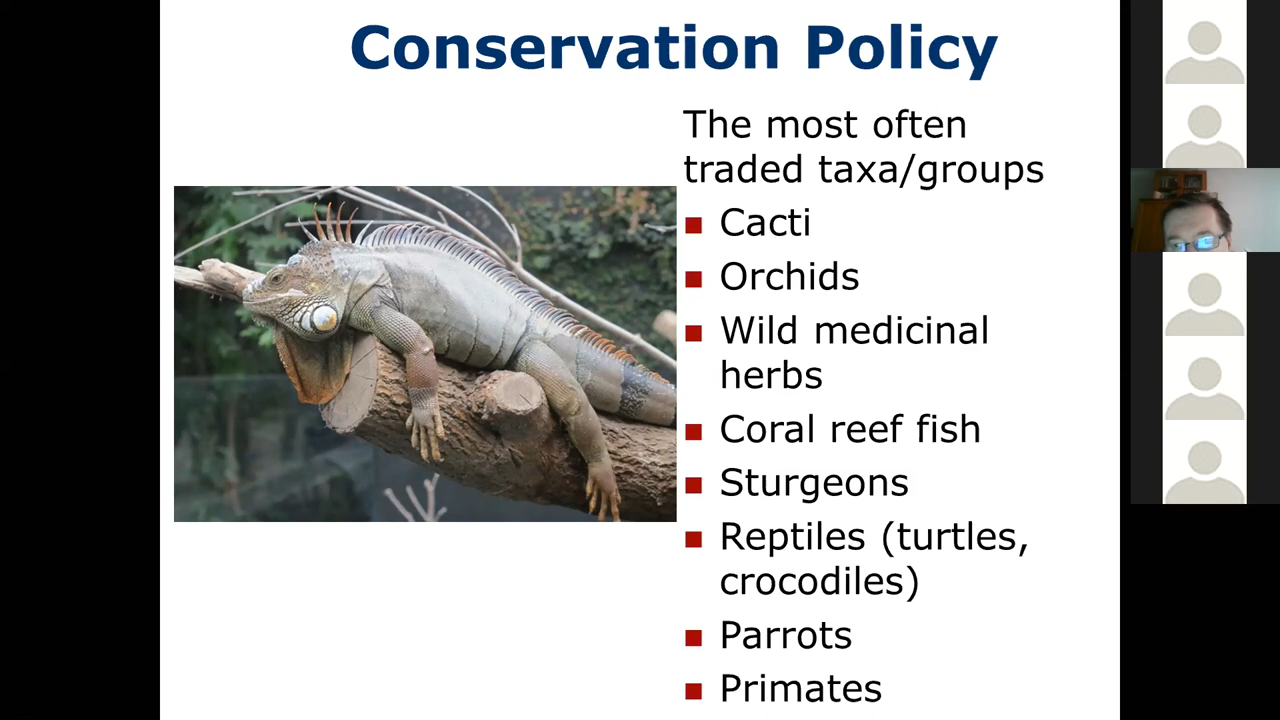 Conservation Policy
The most often
traded taxa/groups
Cacti
Orchids
Wild medicinal
herbs
Coral reef fish
Sturgeons
Reptiles (turtles,
crocodiles)
Parrots
Primates